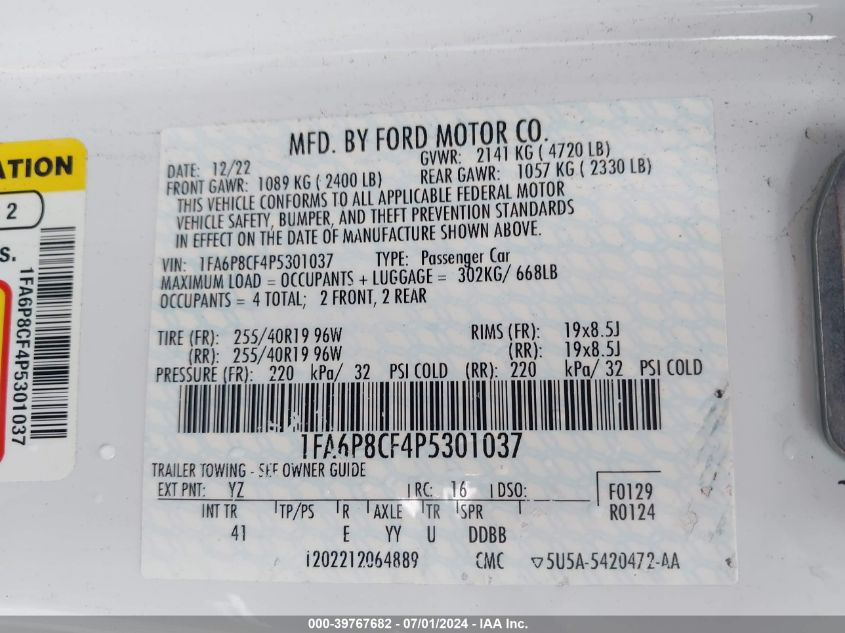 ATION
2
S.
1FA6P8CF4P5301037
MFD. BY FORD MOTOR CO.
DATE: 12/22
GVWR: 2141 KG ( 4720 LB)
FRONT GAWR: 1089 KG ( 2400 LB)
REAR GAWR: 1057 KG ( 2330 LB)
THIS VEHICLE CONFORMS TO ALL APPLICABLE FEDERAL MOTOR
VEHICLE SAFETY, BUMPER, AND THEFT PREVENTION STANDARDS
IN EFFECT ON THE DATE OF MANUFACTURE SHOWN ABOVE.
VIN: 1FA6P8CF4P5301037 TYPE: Passenger Car
MAXIMUM LOAD = OCCUPANTS + LUGGAGE = 302KG/ 668LB
OCCUPANTS = 4 TOTAL; 2 FRONT, 2 REAR
TIRE (FR): 255/40R19 96W RIMS (FR): 19x8.5J
(RR): 255/40R19 96W (RR): 19x8.5J
PRESSURE (FR): 220 kPa/ 32 PSI COLD (RR): 220 kPa/ 32 PSI COLD
1FA6P8CF4P5301037
TRAILER TOWING - SEE OWNER GUIDE
EXT PNT: YZ RC: 16 DSO: F0129
INT TR TP/PS R AXLE TR SPR R0124
41 E YY U DDBB
i202212064889 CMC ▽5U5A-5420472-AA
000-39767682 - 07/01/2024 - IAA Inc.